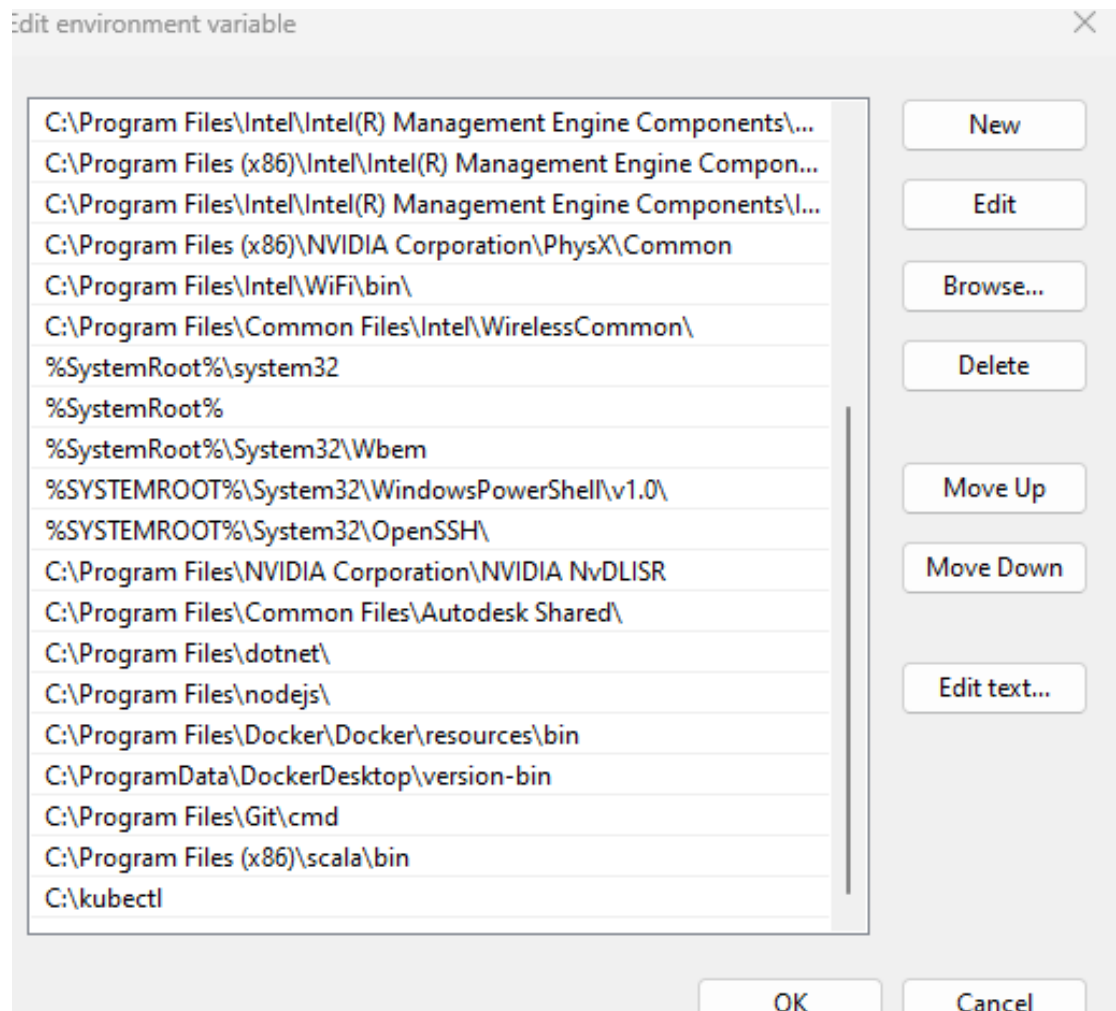 Edit environment variable
C:\Program Files\Intel\Intel(R) Management Engine Components\...
New
C:\Program Files (x86)\Intel\Intel(R) Management Engine Compon...
C:\Program Files\Intel\Intel(R) Management Engine Components\I...
Edit
C:\Program Files (x86)\NVIDIA Corporation\PhysX\Common
C:\Program Files\Intel\WiFi\bin\
Browse...
C:\Program Files\Common Files\Intel\WirelessCommon\
%SystemRoot%\system32
Delete
%SystemRoot%
%SystemRoot%\System32\Wbem
%SYSTEMROOT%\System32\WindowsPowerShell\v1.0\
Move Up
%SYSTEMROOT%\System32\OpenSSH\
C:\Program Files\NVIDIA Corporation\NVIDIA NvDLISR
Move Down
C:\Program Files\Common Files\Autodesk Shared\
C:\Program Files\dotnet\
C:\Program Files\nodejs\
Edit text...
C:\Program Files\Docker\Docker\resources\bin
C:\ProgramData\DockerDesktop\version-bin
C:\Program Files\Git\cmd
C:\Program Files (x86)\scala\bin
C:\kubectl
OK
Cancel